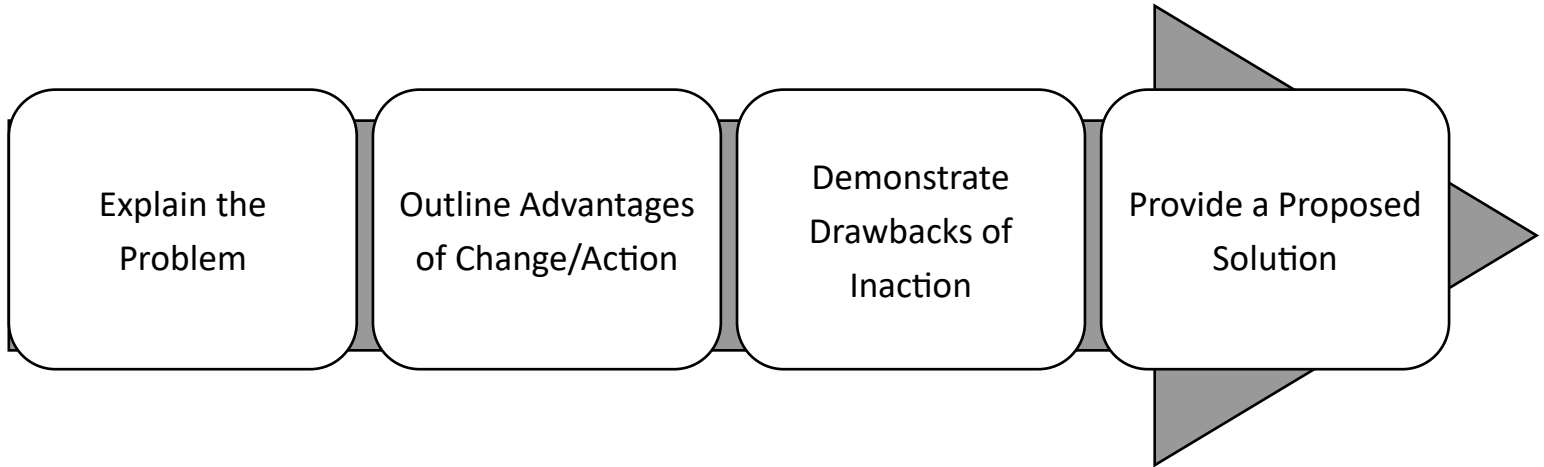 Explain the
Problem
Outline Advantages
of Change/Action
Demonstrate
Drawbacks of
Inaction
Provide a Proposed
Solution